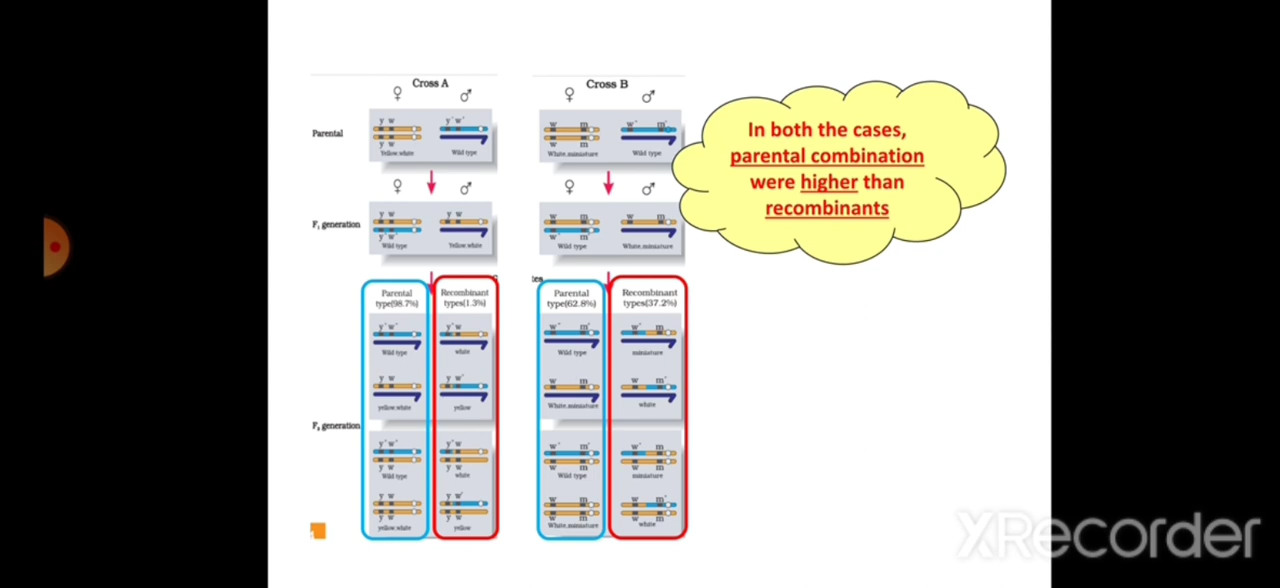 Cross A
♀ ♂
Parental
y w
y w
Yellow, white
y⁺ w⁺
Wild type
F₁ generation
♀ ♂
y w
y⁺ w⁺
Wild type
y w
Yellow, white
F₂ generation
Parental
type(98.7%)
Recombinant
types(1.3%)
y⁺ w⁺
Wild type
y⁺ w
white
y w
yellow, white
y w⁺
yellow
y⁺ w⁺
y w
Wild type
y⁺ w
y w
white
y w
y w
yellow, white
y w⁺
y w
yellow
Cross B
♀ ♂
w m
w m
White, miniature
w⁺ m⁺
Wild type
♀ ♂
w m
w⁺ m⁺
Wild type
w m
White, miniature
Parental
type(62.8%)
Recombinant
types(37.2%)
w⁺ m⁺
Wild type
w⁺ m
miniature
w m
White, miniature
w m⁺
white
w⁺ m⁺
w m
Wild type
w⁺ m
w m
miniature
w m
w m
White, miniature
w m⁺
w m
white
In both the cases,
parental combination
were higher than
recombinants
XRecorder